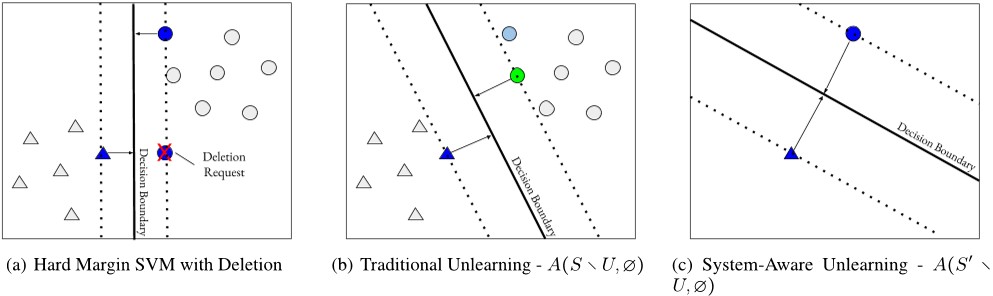 Decision Boundary
Deletion
Request
(a) Hard Margin SVM with Deletion
Decision Boundary
(b) Traditional Unlearning - A(S \ U, ∅)
Decision Boundary
(c) System-Aware Unlearning - A(S′ \
U, ∅)